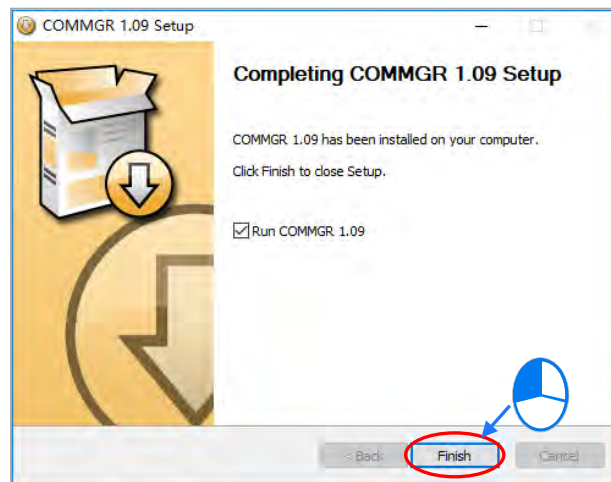 COMMGR 1.09 Setup
Completing COMMGR 1.09 Setup
COMMGR 1.09 has been installed on your computer.
Click Finish to close Setup.
Run COMMGR 1.09
< Back Finish Cancel